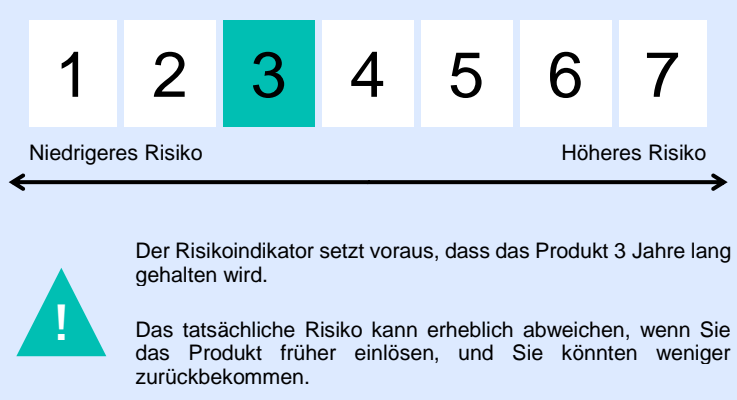 1 2 3 4 5 6 7
Niedrigeres Risiko Höheres Risiko
Der Risikoindikator setzt voraus, dass das Produkt 3 Jahre lang
gehalten wird.
!
Das tatsächliche Risiko kann erheblich abweichen, wenn Sie
das Produkt früher einlösen, und Sie könnten weniger
zurückbekommen.